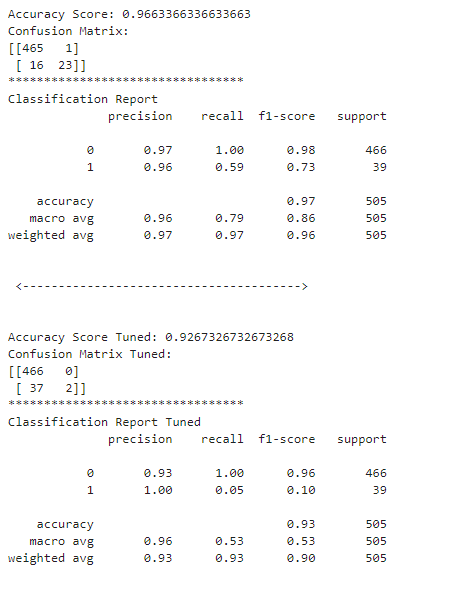 Accuracy Score: 0.9663366336633663
Confusion Matrix:
[[465   1]
 [ 16  23]]
*********************************
Classification Report
              precision    recall  f1-score   support

           0       0.97      1.00      0.98       466
           1       0.96      0.59      0.73        39

    accuracy                           0.97       505
   macro avg       0.96      0.79      0.86       505
weighted avg       0.97      0.97      0.96       505

 <--------------------------------------->

Accuracy Score Tuned: 0.9267326732673268
Confusion Matrix Tuned:
[[466   0]
 [ 37   2]]
*********************************
Classification Report Tuned
              precision    recall  f1-score   support

           0       0.93      1.00      0.96       466
           1       1.00      0.05      0.10        39

    accuracy                           0.93       505
   macro avg       0.96      0.53      0.53       505
weighted avg       0.93      0.93      0.90       505